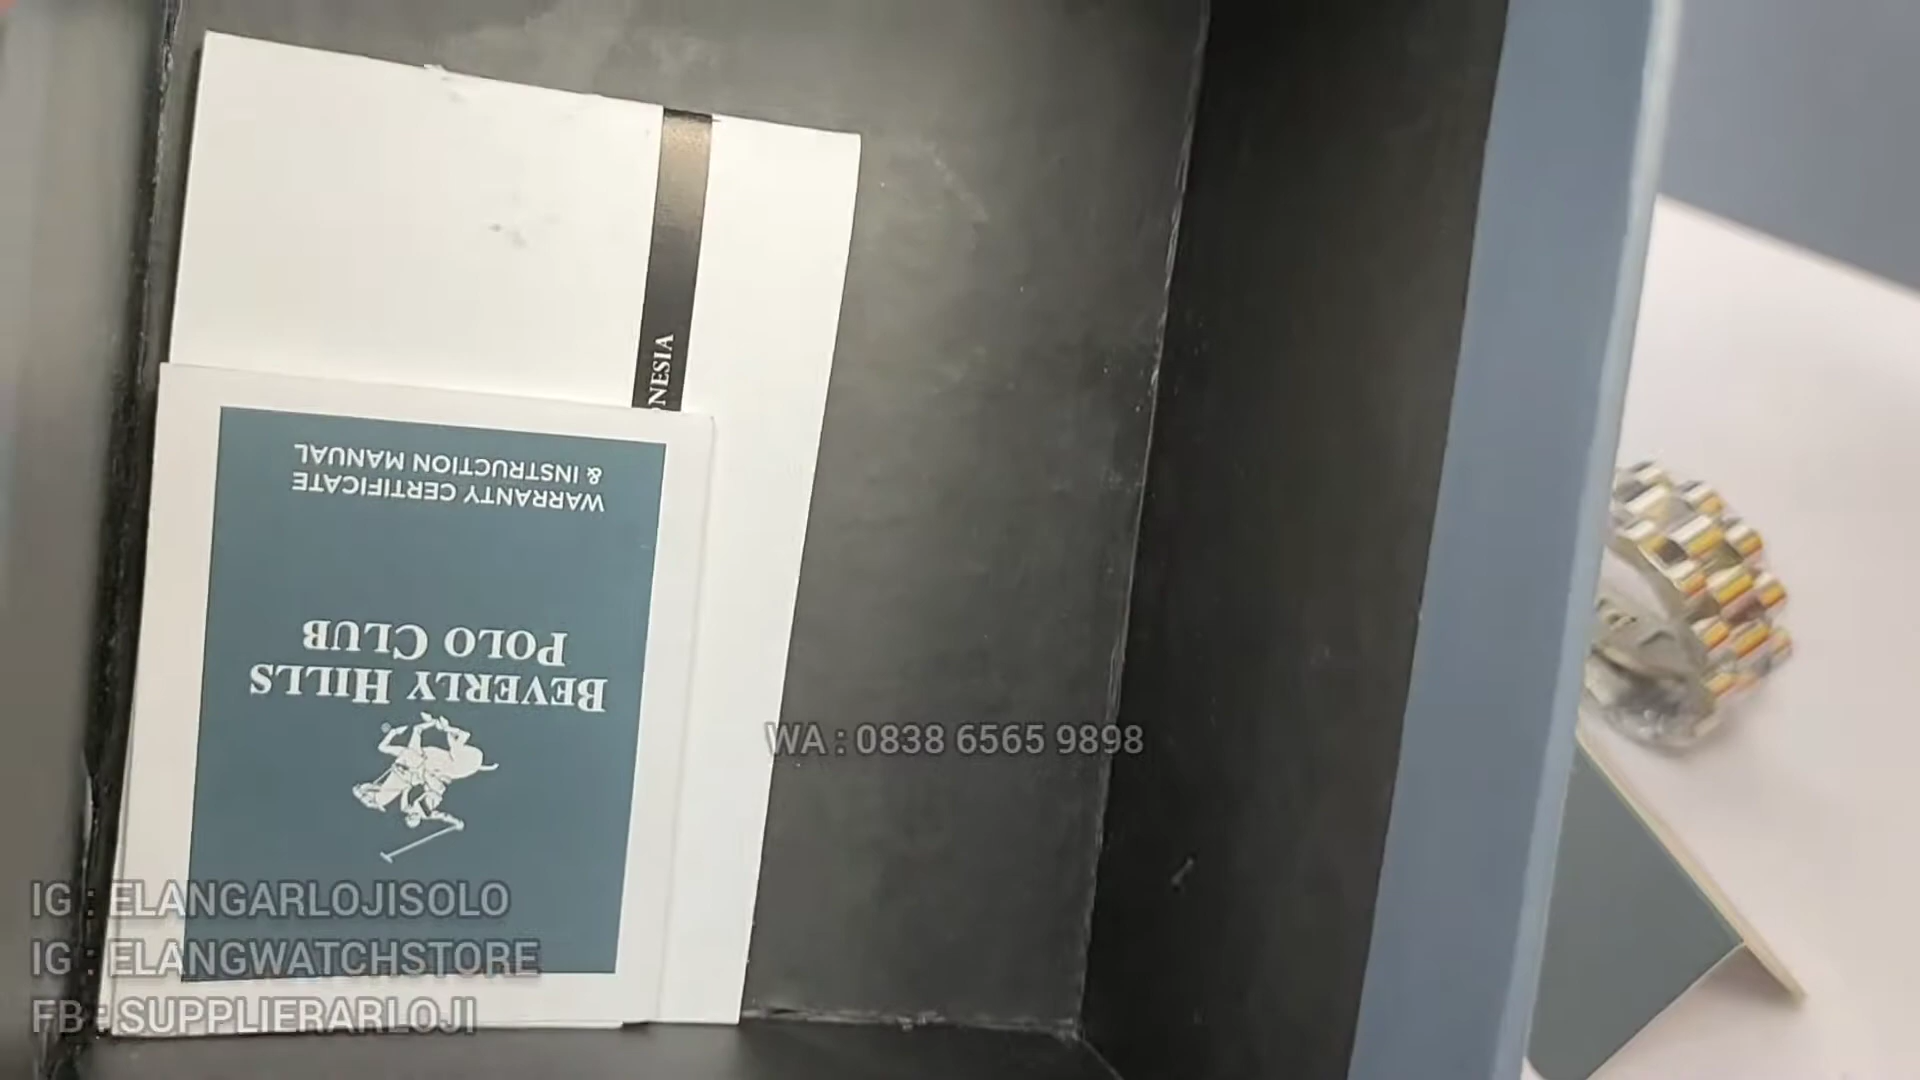 NESIA
WARRANTY CERTIFICATE
& INSTRUCTION MANUAL
BEVERLY HILLS
POLO CLUB
WA : 0838 6565 9898
IG : ELANGARLOJISOLO
IG : ELANGWATCHSTORE
FB : SUPPLIERARLOJI